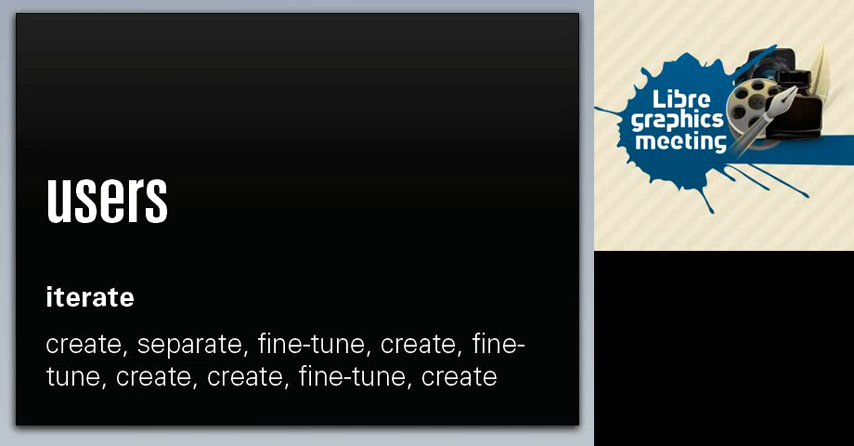 users
iterate
create, separate, fine-tune, create, fine-
tune, create, create, fine-tune, create
Libre
graphics
meeting